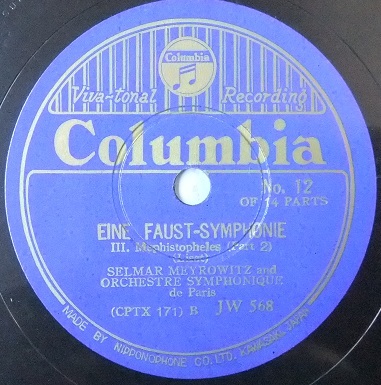 Viva-tonal Recording
Columbia
No. 12
OF 14 PARTS
EINE FAUST-SYMPHONIE
III. Mephistopheles (Part 2)
(Liszt)
SELMAR MEYROWITZ and
ORCHESTRE SYMPHONIQUE
de Paris
(CPTX 171) B JW 568
MADE BY NIPPONOPHONE CO., LTD. KAWASAKI, JAPAN